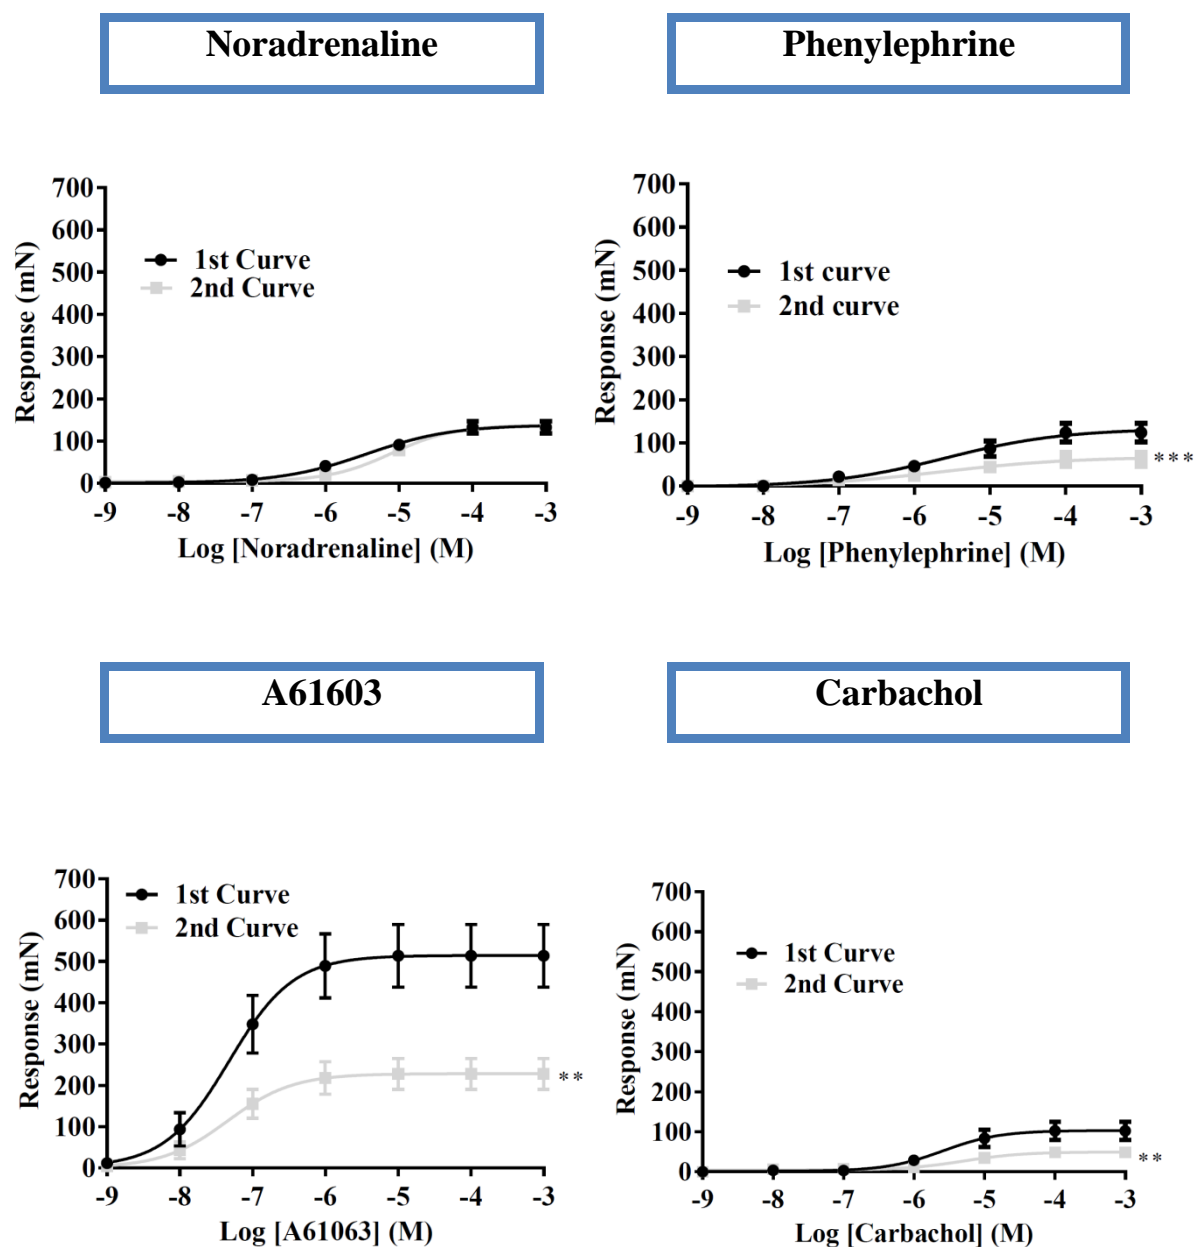 Noradrenaline
Phenylephrine
700
600
500
400
300
200
100
0
Response (mN)
1st Curve
2nd Curve
-9 -8 -7 -6 -5 -4 -3
Log [Noradrenaline] (M)
700
600
500
400
300
200
100
0
Response (mN)
1st curve
2nd curve
***
-9 -8 -7 -6 -5 -4 -3
Log [Phenylephrine] (M)
A61603
Carbachol
700
600
500
400
300
200
100
0
Response (mN)
1st Curve
2nd Curve
**
-9 -8 -7 -6 -5 -4 -3
Log [A61063] (M)
700
600
500
400
300
200
100
0
Response (mN)
1st Curve
2nd Curve
**
-9 -8 -7 -6 -5 -4 -3
Log [Carbachol] (M)